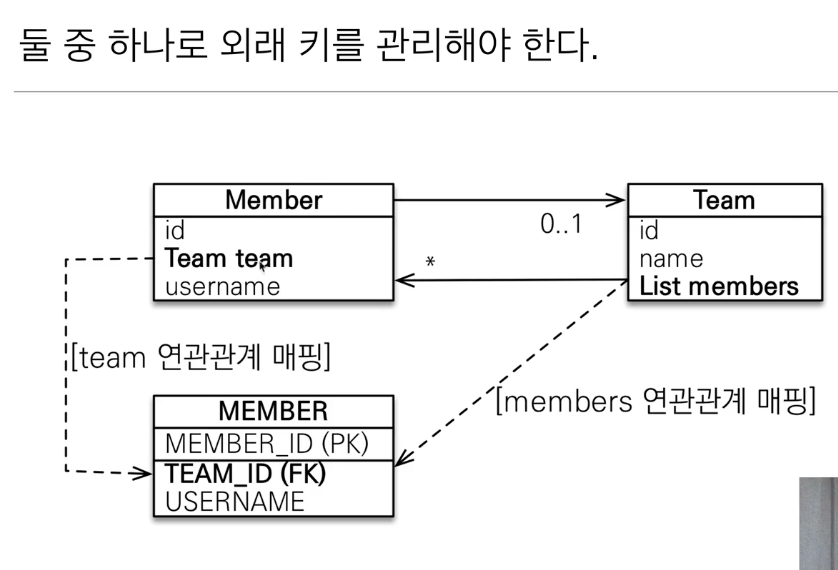 둘 중 하나로 외래 키를 관리해야 한다.
Member
id
Team team
username
0..1
*
Team
id
name
List members
[team 연관관계 매핑]
[members 연관관계 매핑]
MEMBER
MEMBER_ID (PK)
TEAM_ID (FK)
USERNAME